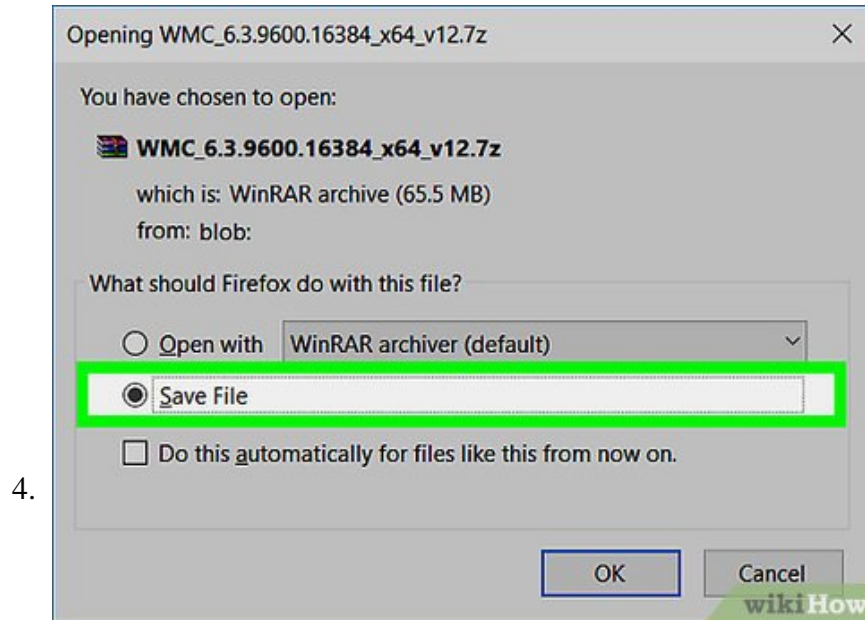 Opening WMC_6.3.9600.16384_x64_v12.7z
You have chosen to open:
WMC_6.3.9600.16384_x64_v12.7z
which is: WinRAR archive (65.5 MB)
from: blob:
What should Firefox do with this file?
Open with WinRAR archiver (default)
Save File
Do this automatically for files like this from now on.
4.
OK Cancel
wikiHow